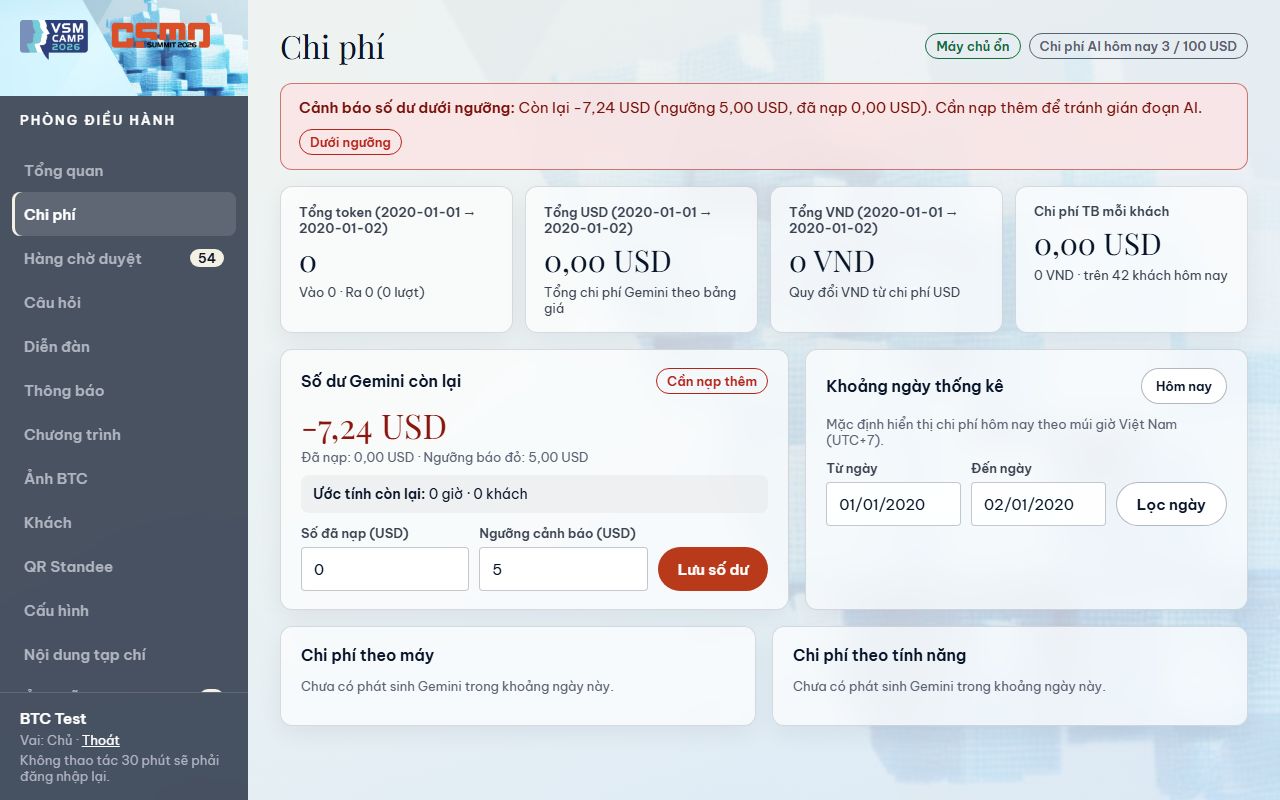 VSM
CAMP
2026
CSMO
SUMMIT 2026
PHÒNG ĐIỀU HÀNH
Tổng quan
Chi phí
Hàng chờ duyệt 54
Câu hỏi
Diễn đàn
Thông báo
Chương trình
Ảnh BTC
Khách
QR Standee
Cấu hình
Nội dung tạp chí
BTC Test
Vai: Chủ · Thoát
Không thao tác 30 phút sẽ phải
đăng nhập lại.
Chi phí
Máy chủ ổn
Chi phí AI hôm nay 3 / 100 USD
Cảnh báo số dư dưới ngưỡng: Còn lại -7,24 USD (ngưỡng 5,00 USD, đã nạp 0,00 USD). Cần nạp thêm để tránh gián đoạn AI.
Dưới ngưỡng
Tổng token (2020-01-01 →
2020-01-02)
0
Vào 0 · Ra 0 (0 lượt)
Tổng USD (2020-01-01 →
2020-01-02)
0,00 USD
Tổng chi phí Gemini theo bảng
giá
Tổng VND (2020-01-01 →
2020-01-02)
0 VND
Quy đổi VND từ chi phí USD
Chi phí TB mỗi khách
0,00 USD
0 VND · trên 42 khách hôm nay
Số dư Gemini còn lại
Cần nạp thêm
-7,24 USD
Đã nạp: 0,00 USD · Ngưỡng báo đỏ: 5,00 USD
Ước tính còn lại: 0 giờ · 0 khách
Số đã nạp (USD)
Ngưỡng cảnh báo (USD)
0
5
Lưu số dư
Khoảng ngày thống kê
Hôm nay
Mặc định hiển thị chi phí hôm nay theo múi giờ Việt Nam
(UTC+7).
Từ ngày
Đến ngày
01/01/2020
02/01/2020
Lọc ngày
Chi phí theo máy
Chưa có phát sinh Gemini trong khoảng ngày này.
Chi phí theo tính năng
Chưa có phát sinh Gemini trong khoảng ngày này.